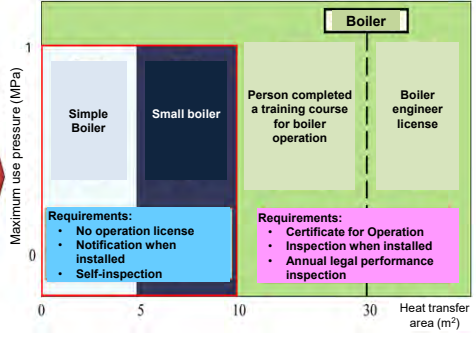 Boiler
Maximum use pressure (MPa)
1
0
Simple
Boiler
Small boiler
Person completed
a training course
for boiler
operation
Boiler
engineer
license
Requirements:
• No operation license
• Notification when
installed
• Self-inspection
Requirements:
• Certificate for Operation
• Inspection when installed
• Annual legal performance
inspection
0
5
10
30
Heat transfer
area (m²)